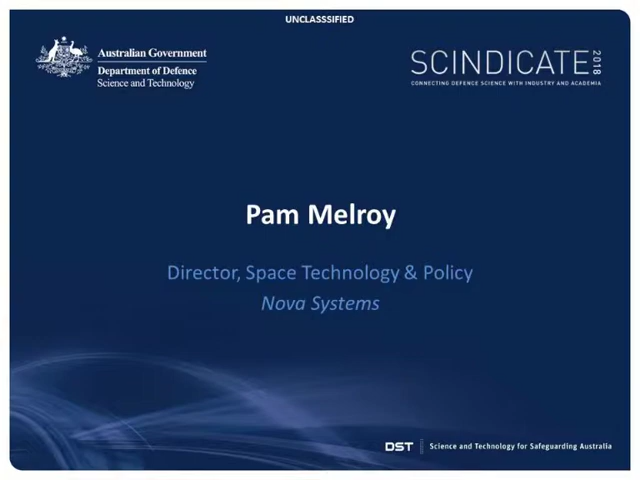 UNCLASSSIFIED
Australian Government
Department of Defence
Science and Technology
SCINDICATE 2018
CONNECTING DEFENCE SCIENCE WITH INDUSTRY AND ACADEMIA
Pam Melroy
Director, Space Technology & Policy
Nova Systems
DST Science and Technology for Safeguarding Australia